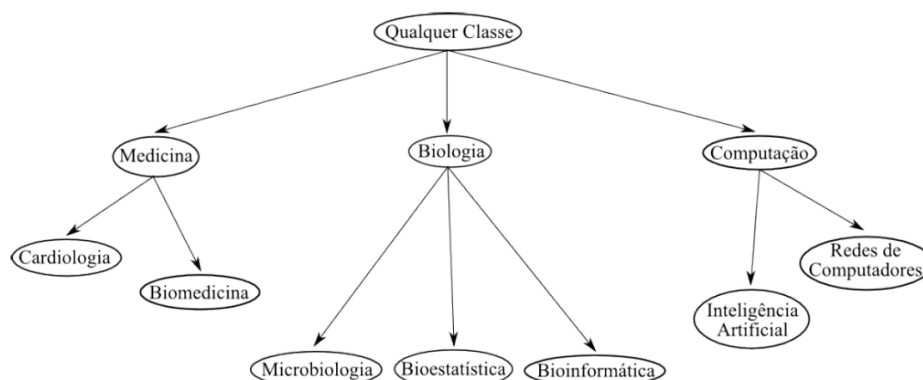 Qualquer Classe
Medicina
Biologia
Computação
Cardiologia
Biomedicina
Redes de
Computadores
Inteligência
Artificial
Microbiologia
Bioestatística
Bioinformática